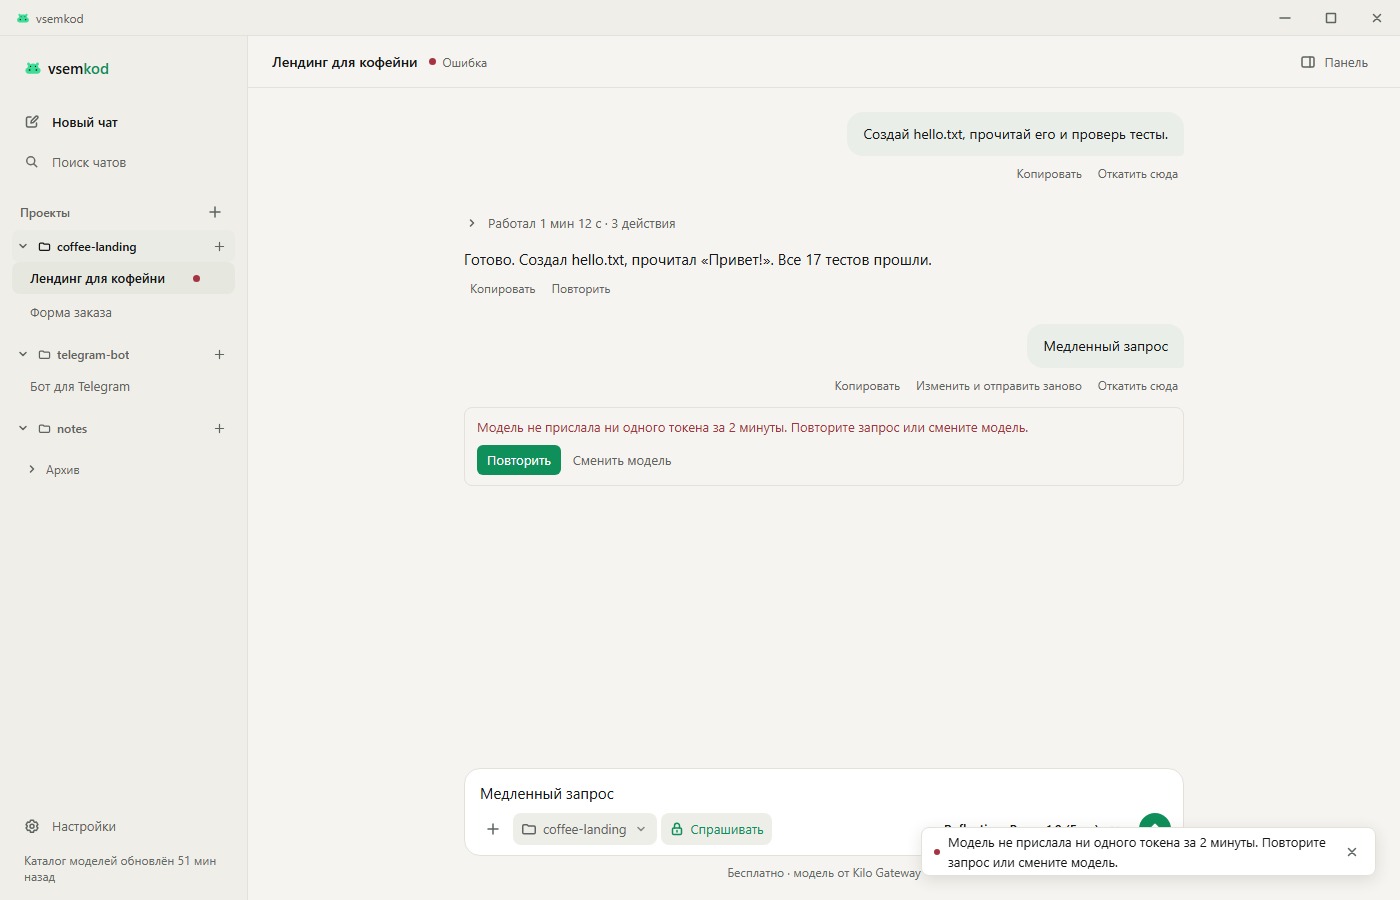 vsemkod
vsemkod
Новый чат
Поиск чатов
Проекты
coffee-landing
Лендинг для кофейни
Форма заказа
telegram-bot
Бот для Telegram
notes
Архив
Настройки
Каталог моделей обновлён 51 мин
назад
Лендинг для кофейни
Ошибка
Панель
Создай hello.txt, прочитай его и проверь тесты.
Копировать Откатить сюда
Работал 1 мин 12 с · 3 действия
Готово. Создал hello.txt, прочитал «Привет!». Все 17 тестов прошли.
Копировать Повторить
Медленный запрос
Копировать Изменить и отправить заново Откатить сюда
Модель не прислала ни одного токена за 2 минуты. Повторите запрос или смените модель.
Повторить Сменить модель
Медленный запрос
coffee-landing Спрашивать
Бесплатно · модель от Kilo Gateway
Модель не прислала ни одного токена за 2 минуты. Повторите
запрос или смените модель.